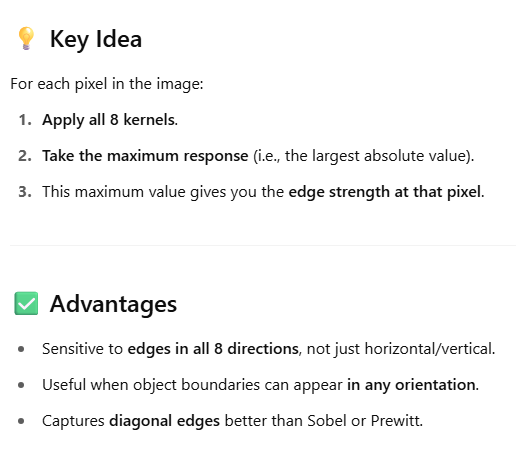 💡 Key Idea
For each pixel in the image:
1. Apply all 8 kernels.
2. Take the maximum response (i.e., the largest absolute value).
3. This maximum value gives you the edge strength at that pixel.
✅ Advantages
• Sensitive to edges in all 8 directions, not just horizontal/vertical.
• Useful when object boundaries can appear in any orientation.
• Captures diagonal edges better than Sobel or Prewitt.